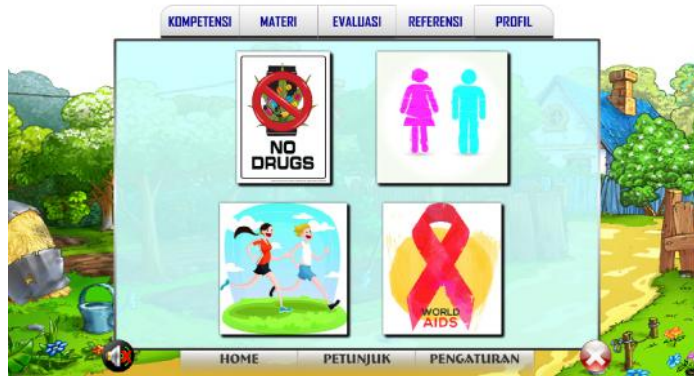 KOMPETENSI
MATERI
EVALUASI
REFERENSI
PROFIL
NO
DRUGS
WORLD
AIDS
HOME
PETUNJUK
PENGATURAN